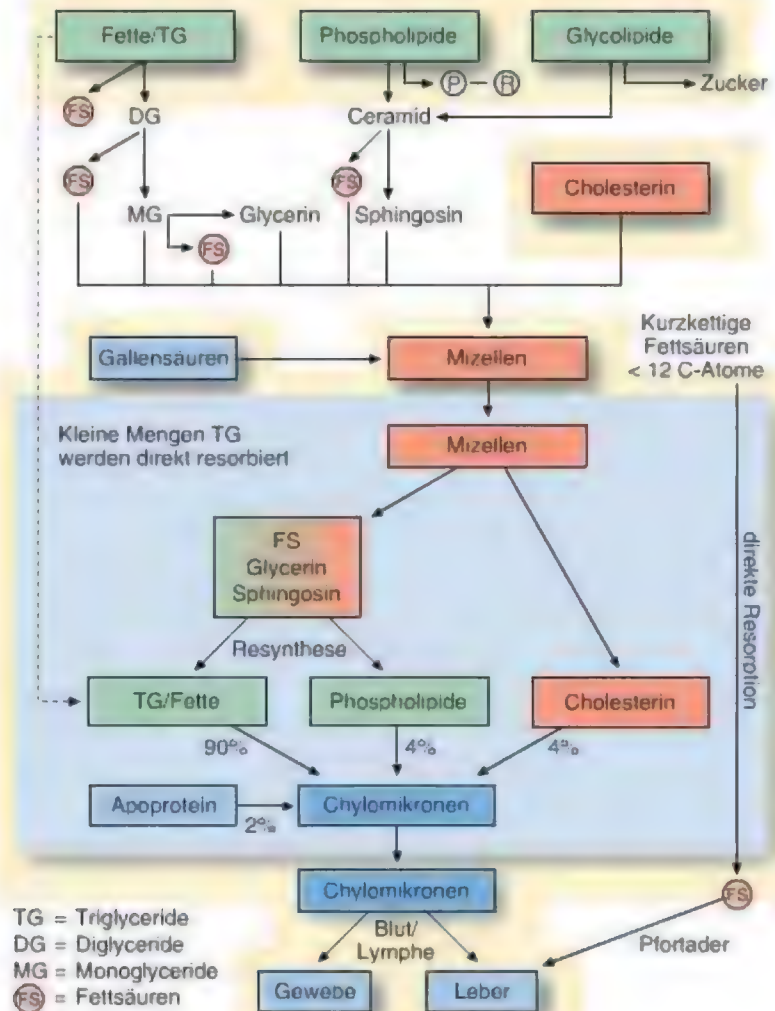 Fette/TG
Phospholipide
Glycolipide
FS
DG
P – R
Zucker
Ceramid
FS
FS
Cholesterin
MG
Glycerin
Sphingosin
FS
Gallensäuren
Mizellen
Kurzkettige
Fettsäuren
< 12 C-Atome
Kleine Mengen TG
werden direkt resorbiert
Mizellen
FS
Glycerin
Sphingosin
direkte Resorption
Resynthese
TG/Fette
Phospholipide
Cholesterin
90%
4%
4%
Apoprotein
2%
Chylomikronen
Chylomikronen
FS
Blut/
Lymphe
Pfortader
Gewebe
Leber
TG = Triglyceride
DG = Diglyceride
MG = Monoglyceride
FS = Fettsäuren